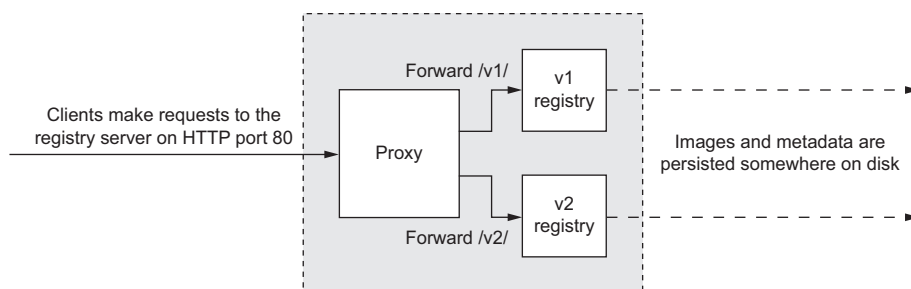 Clients make requests to the
registry server on HTTP port 80
Proxy
Forward /v1/
v1
registry
Forward /v2/
v2
registry
Images and metadata are
persisted somewhere on disk